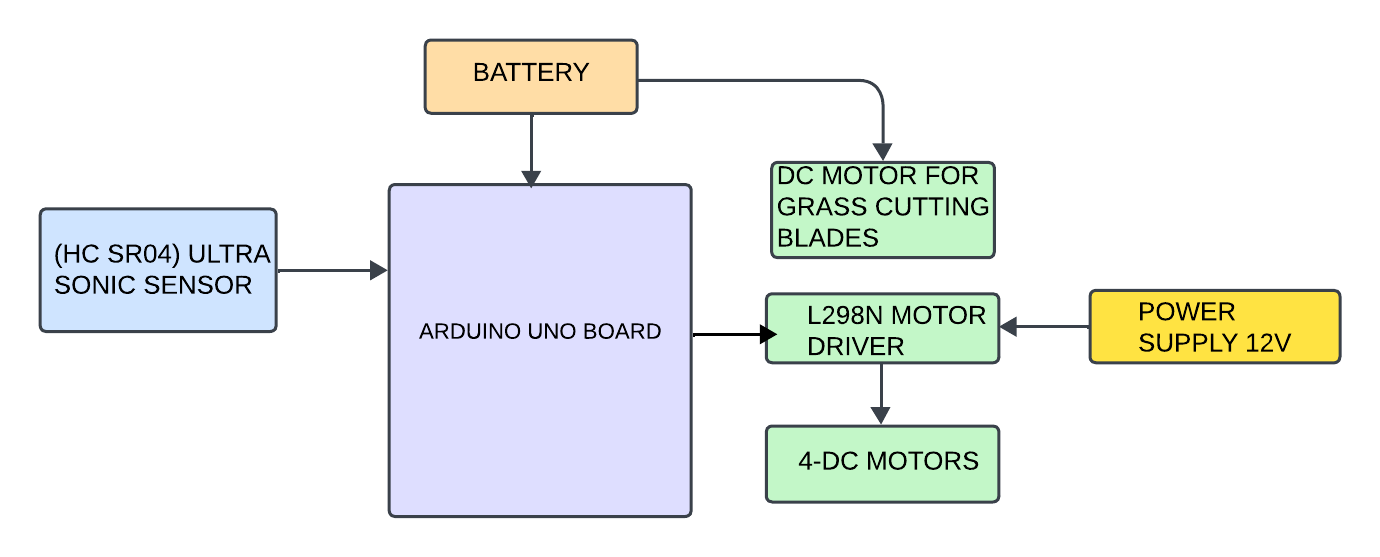 BATTERY
DC MOTOR FOR
GRASS CUTTING
BLADES
(HC SR04) ULTRA
SONIC SENSOR
ARDUINO UNO BOARD
L298N MOTOR
DRIVER
POWER
SUPPLY 12V
4-DC MOTORS